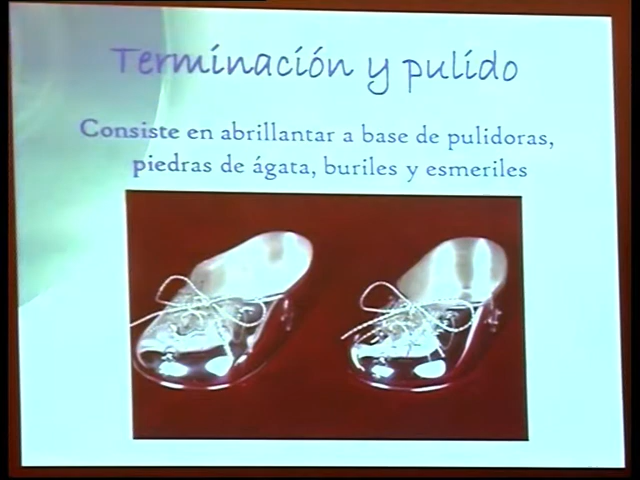 Terminación y pulido
Consiste en abrillantar a base de pulidoras,
piedras de ágata, buriles y esmeriles